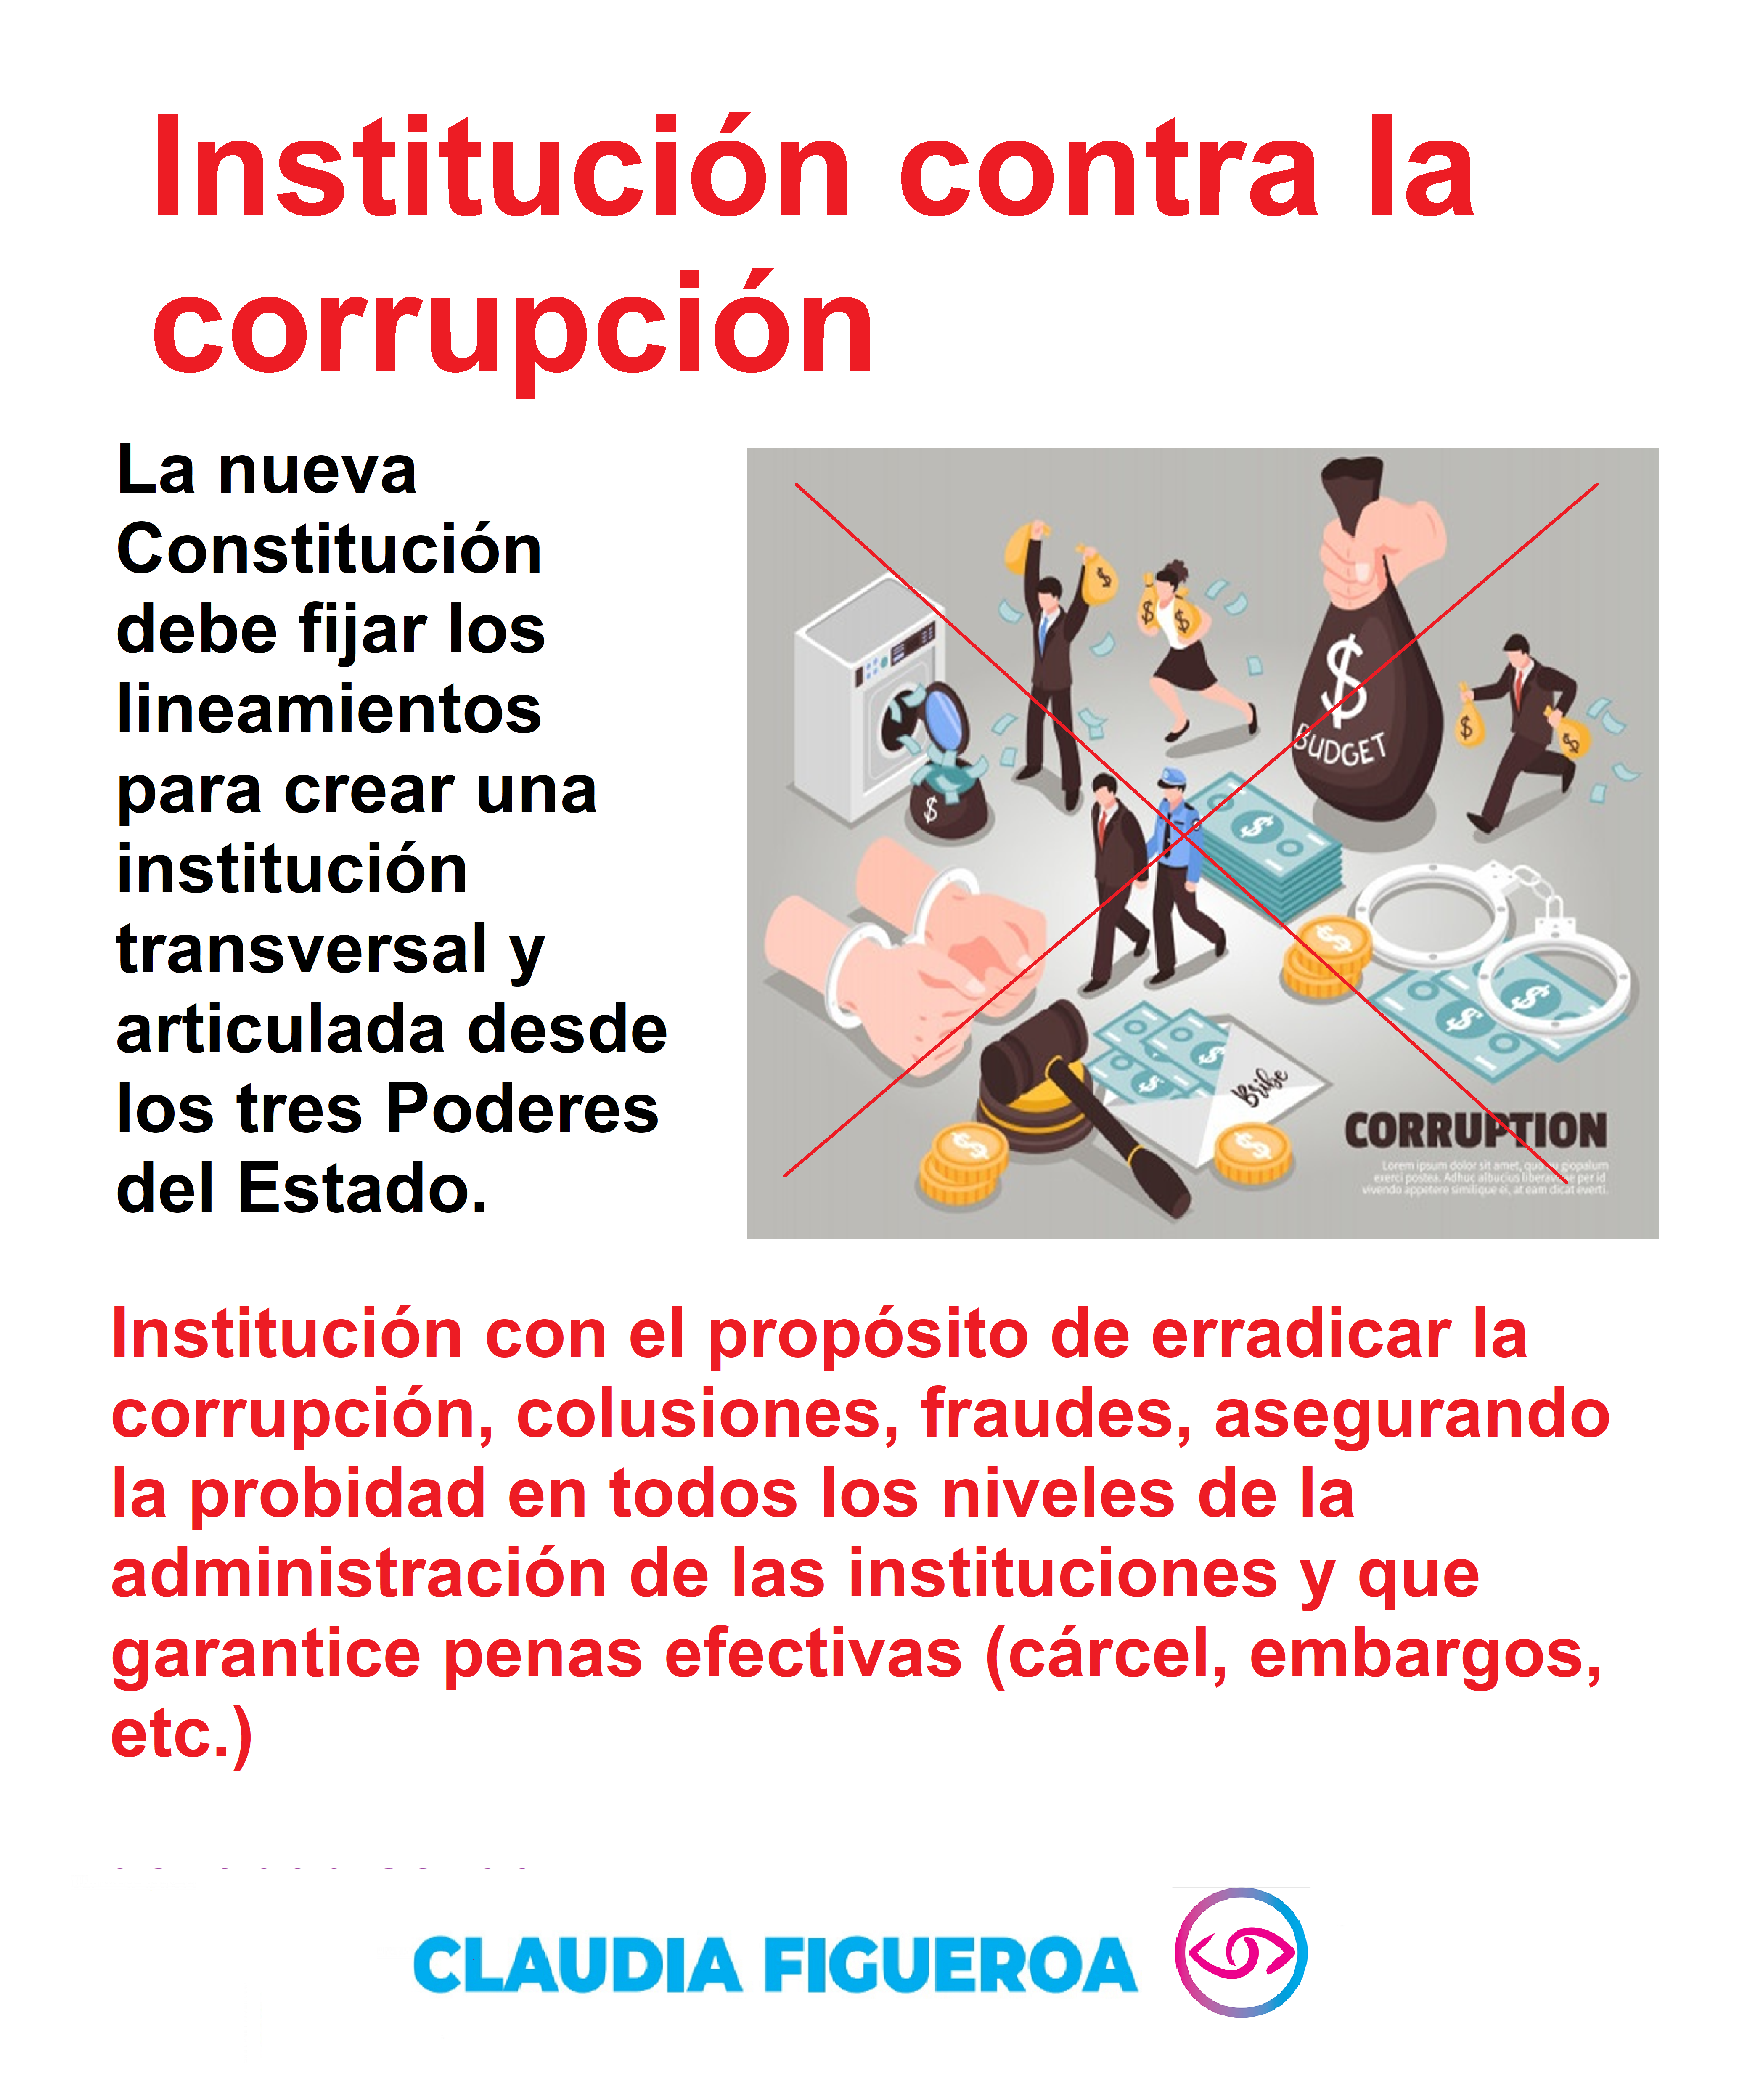 Institución contra la
corrupción
La nueva
Constitución
debe fijar los
lineamientos
para crear una
institución
transversal y
articulada desde
los tres Poderes
del Estado.
$
$
$
$
BUDGET
$
$
$
$
$
$
$
$
$
Bribe
$
$
$
CORRUPTION
Lorem ipsum dolor sit amet, giopalum
exerci postea. Adhuc albucius per id
vivendo appetere similique ei, at eam dicat everti.
Institución con el propósito de erradicar la
corrupción, colusiones, fraudes, asegurando
la probidad en todos los niveles de la
administración de las instituciones y que
garantice penas efectivas (cárcel, embargos,
etc.)
CLAUDIA FIGUEROA